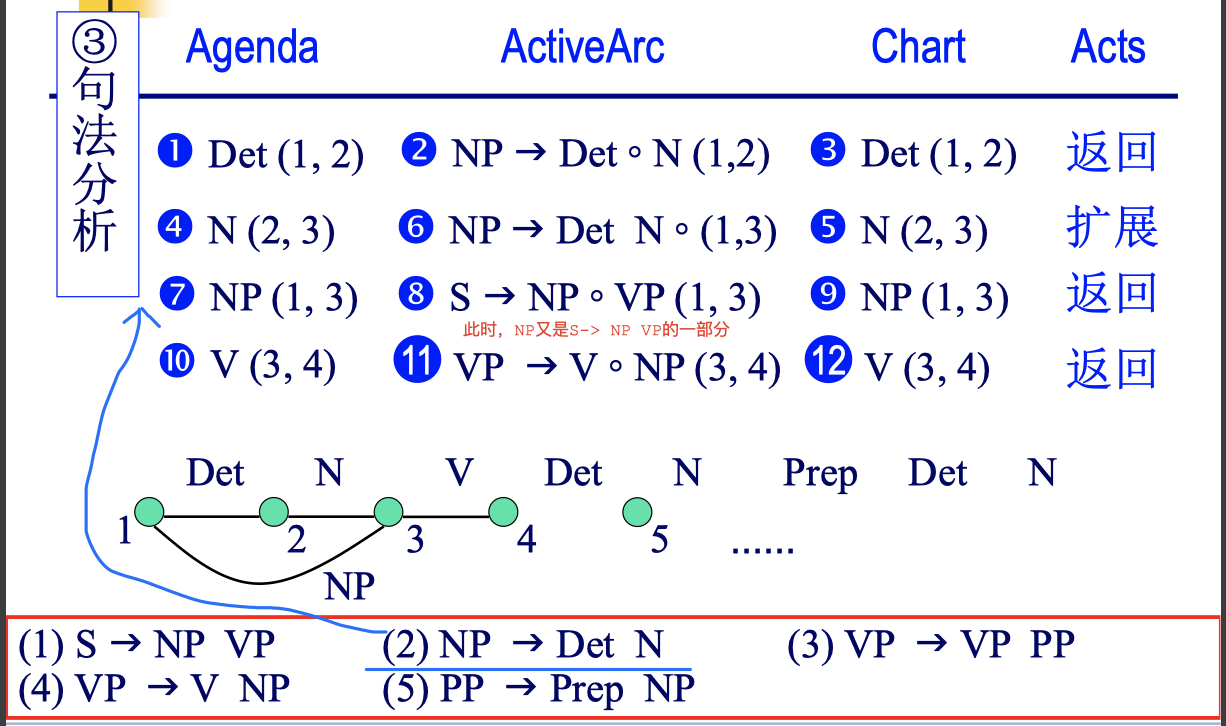 ③句法分析
Agenda ActiveArc Chart Acts
❶ Det (1, 2) ❷ NP → Det ∘ N (1,2) ❸ Det (1, 2) 返回
❹ N (2, 3) ❻ NP → Det N ∘ (1,3) ❺ N (2, 3) 扩展
❼ NP (1, 3) ❽ S → NP ∘ VP (1, 3) ❾ NP (1, 3) 返回
此时，NP又是S-> NP VP的一部分
❿ V (3, 4) ⓫ VP → V ∘ NP (3, 4) ⓬ V (3, 4) 返回
Det N V Det N Prep Det N
1 2 3 4 5 ……
NP
(1) S → NP VP (2) NP → Det N (3) VP → VP PP
(4) VP → V NP (5) PP → Prep NP